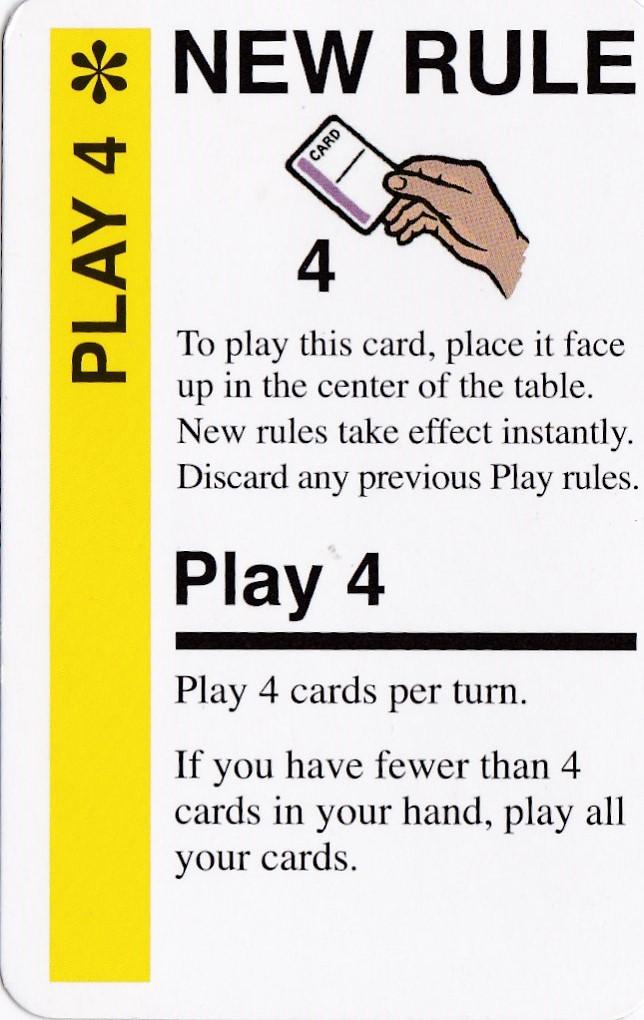 PLAY 4 *
NEW RULE
CARD
4
To play this card, place it face
up in the center of the table.
New rules take effect instantly.
Discard any previous Play rules.
Play 4
Play 4 cards per turn.
If you have fewer than 4
cards in your hand, play all
your cards.